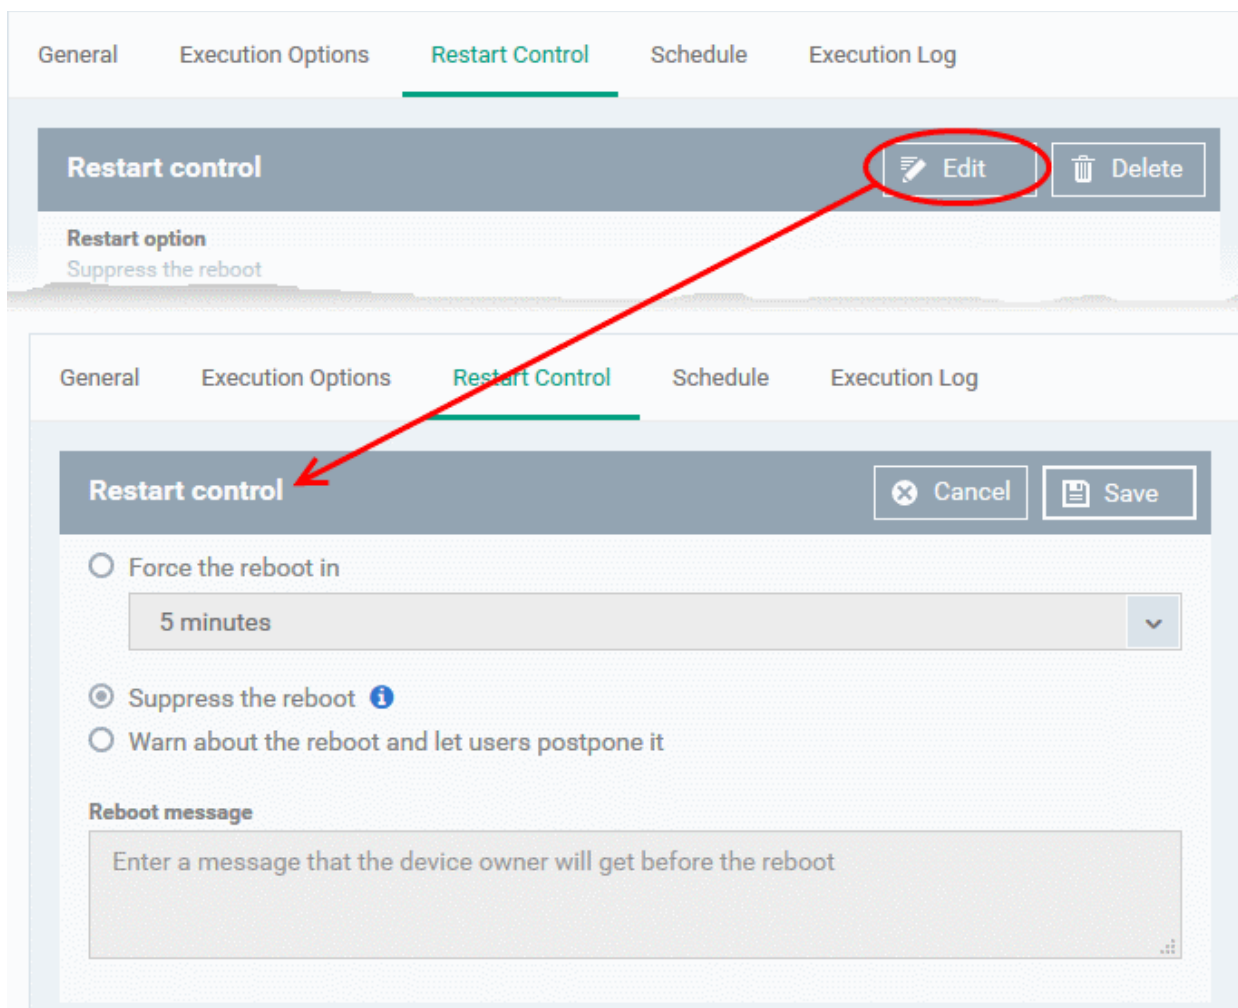 General Execution Options Restart Control Schedule Execution Log
Restart control Edit Delete
Restart option
Suppress the reboot
General Execution Options Restart Control Schedule Execution Log
Restart control Cancel Save
Force the reboot in
5 minutes
Suppress the reboot
Warn about the reboot and let users postpone it
Reboot message
Enter a message that the device owner will get before the reboot